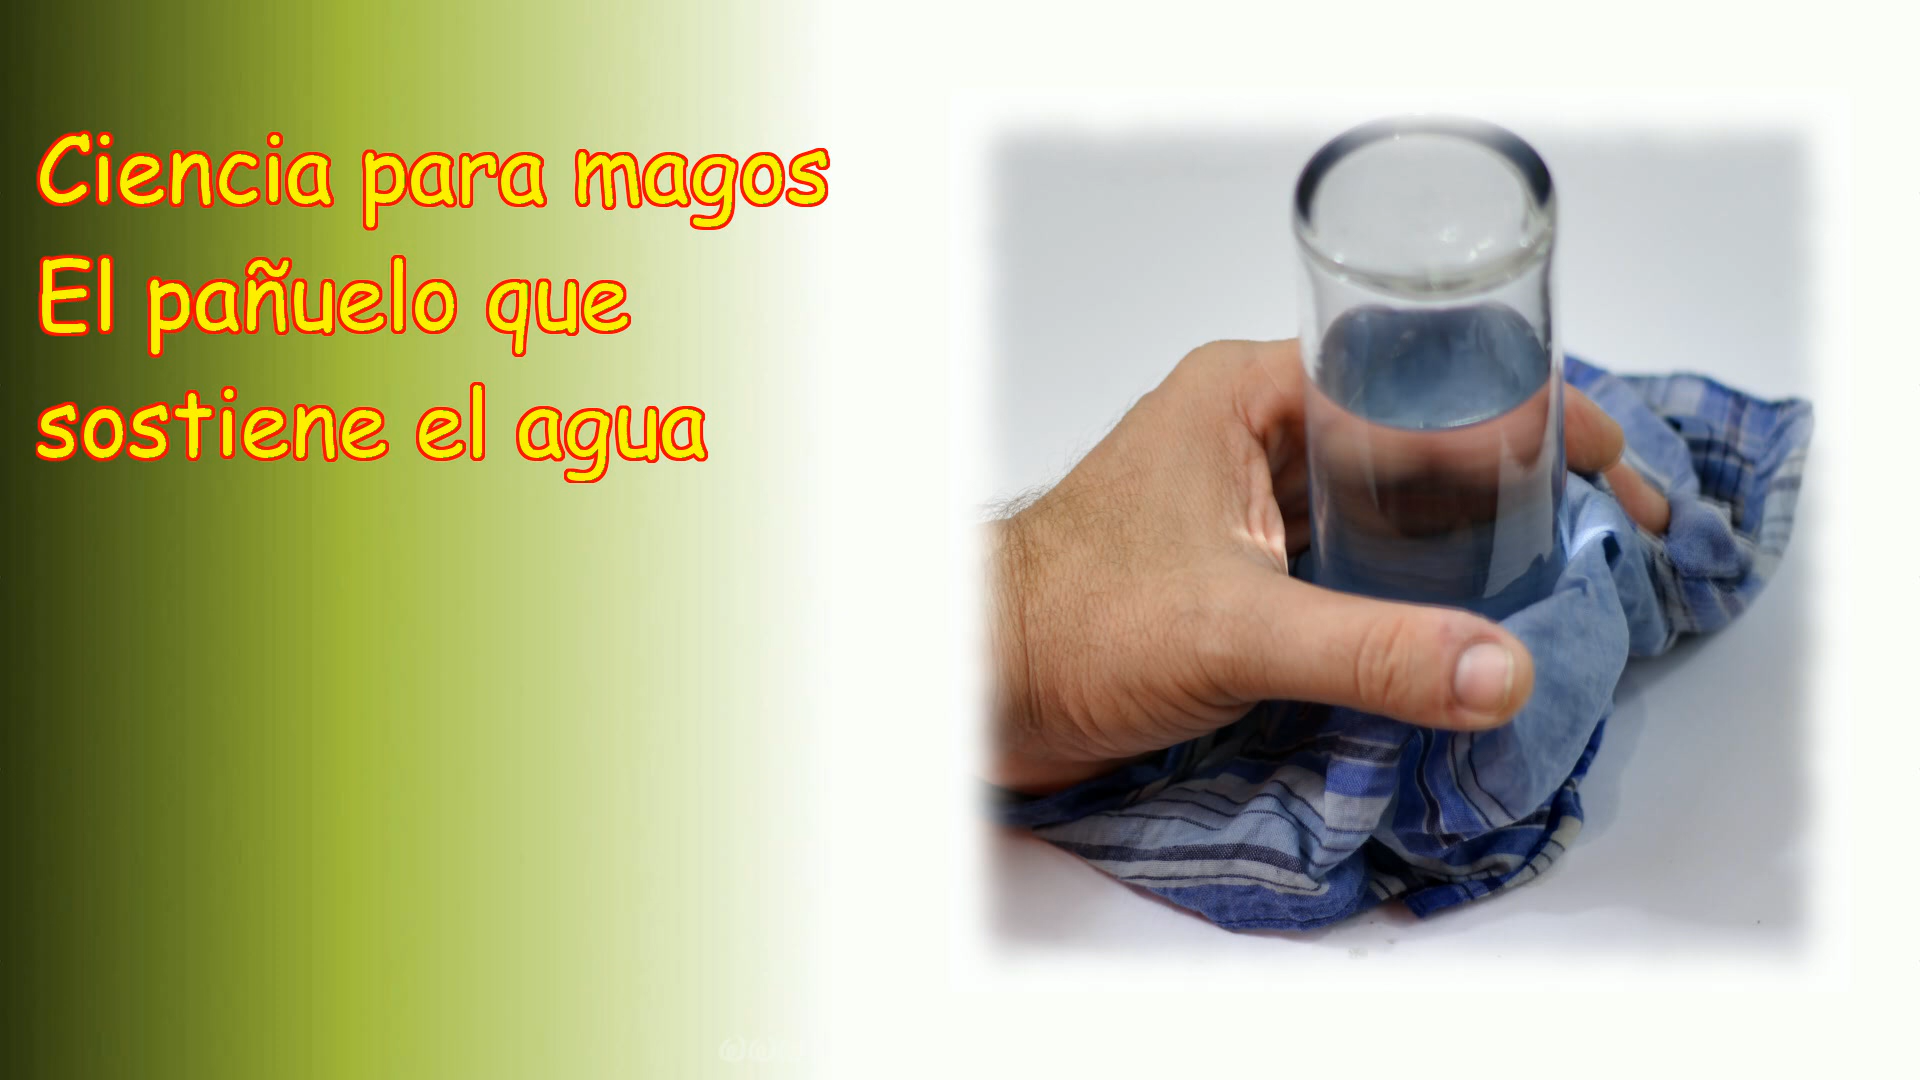 Ciencia para magos
El pañuelo que
sostiene el agua